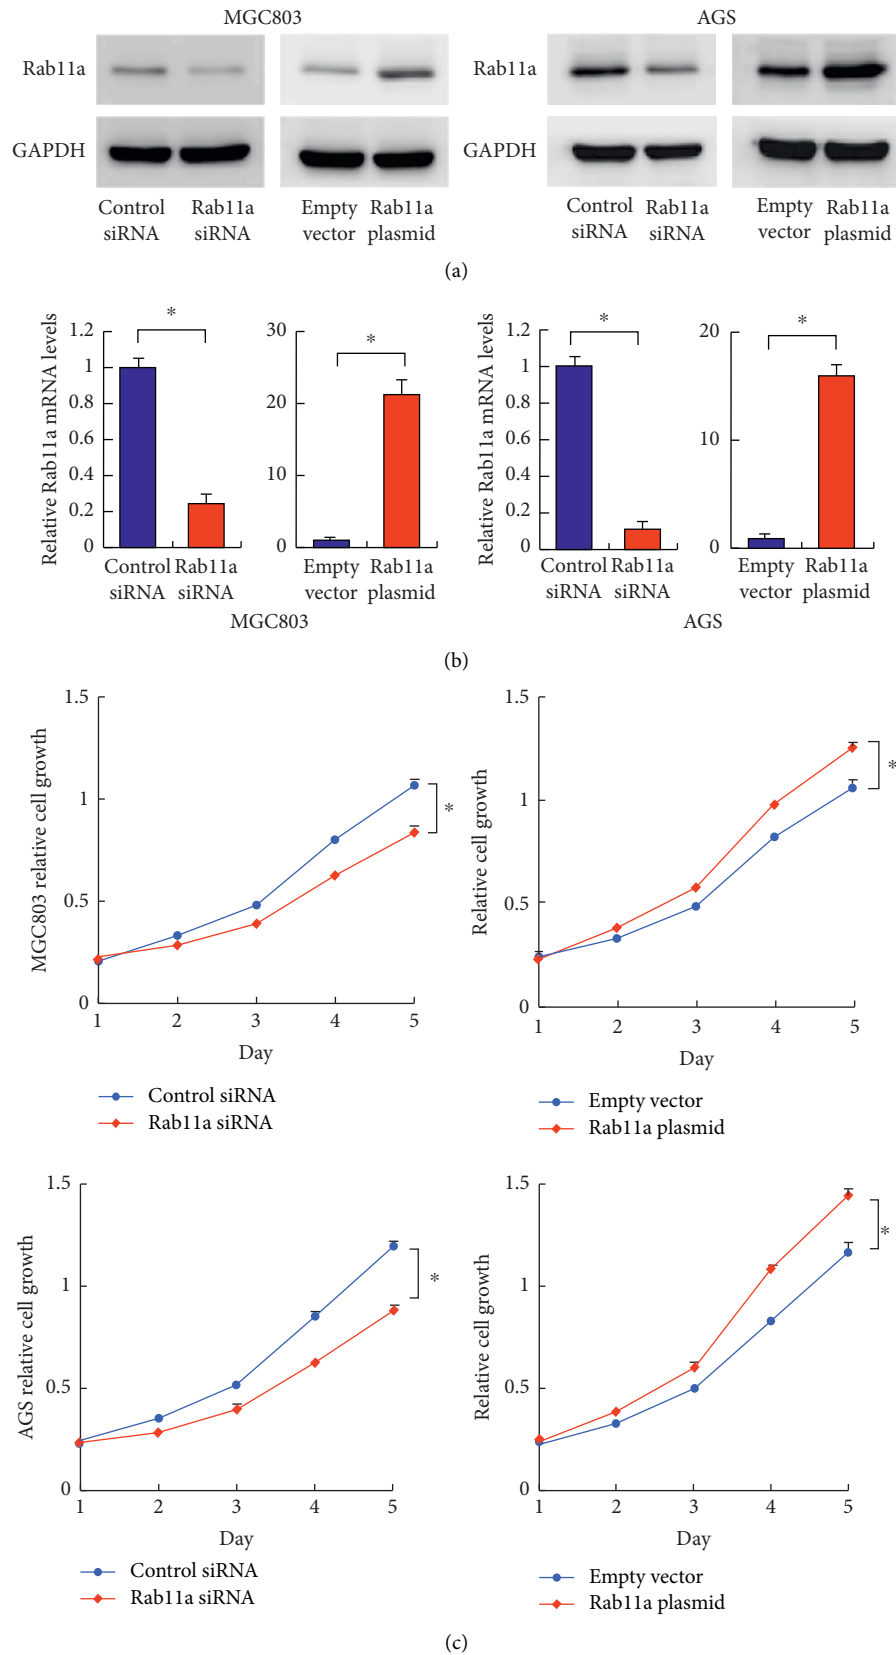 MGC803
AGS
Rab11a
Rab11a
GAPDH
GAPDH
Control
siRNA
Rab11a
siRNA
Empty
vector
Rab11a
plasmid
Control
siRNA
Rab11a
siRNA
Empty
vector
Rab11a
plasmid
(a)
Relative Rab11a mRNA levels
1.2
1
0.8
0.6
0.4
0.2
0
*
Control
siRNA
Rab11a
siRNA
30
20
10
0
*
Empty
vector
Rab11a
plasmid
MGC803
Relative Rab11a mRNA levels
1.2
1
0.8
0.6
0.4
0.2
0
*
Control
siRNA
Rab11a
siRNA
20
10
0
*
Empty
vector
Rab11a
plasmid
AGS
(b)
MGC803 relative cell growth
1.5
1
0.5
0
*
1 2 3 4 5
Day
Control siRNA
Rab11a siRNA
Relative cell growth
1.5
1
0.5
0
*
1 2 3 4 5
Day
Empty vector
Rab11a plasmid
AGS relative cell growth
1.5
1
0.5
0
*
1 2 3 4 5
Day
Control siRNA
Rab11a siRNA
Relative cell growth
1.5
1
0.5
0
*
1 2 3 4 5
Day
Empty vector
Rab11a plasmid
(c)